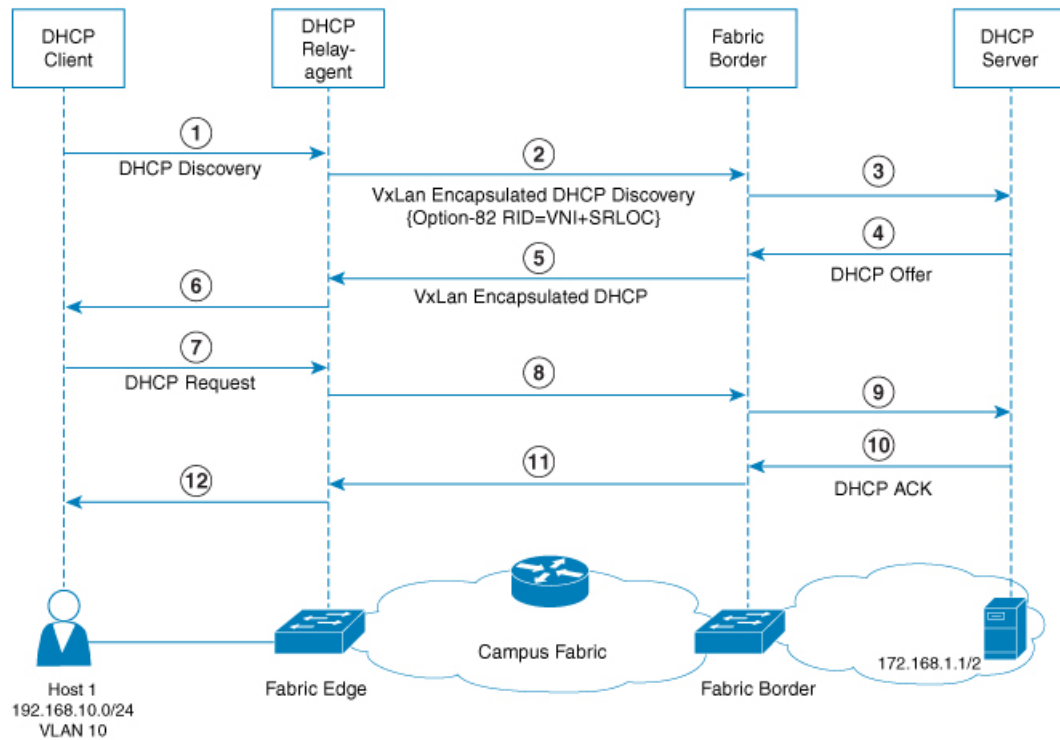 DHCP
Client
DHCP
Relay-
agent
Fabric
Border
DHCP
Server
1
DHCP Discovery
2
VxLan Encapsulated DHCP Discovery
{Option-82 RID=VNI+SRLOC}
3
4
DHCP Offer
5
VxLan Encapsulated DHCP
6
7
DHCP Request
8
9
10
DHCP ACK
11
12
Campus Fabric
172.168.1.1/2
Host 1
192.168.10.0/24
VLAN 10
Fabric Edge
Fabric Border